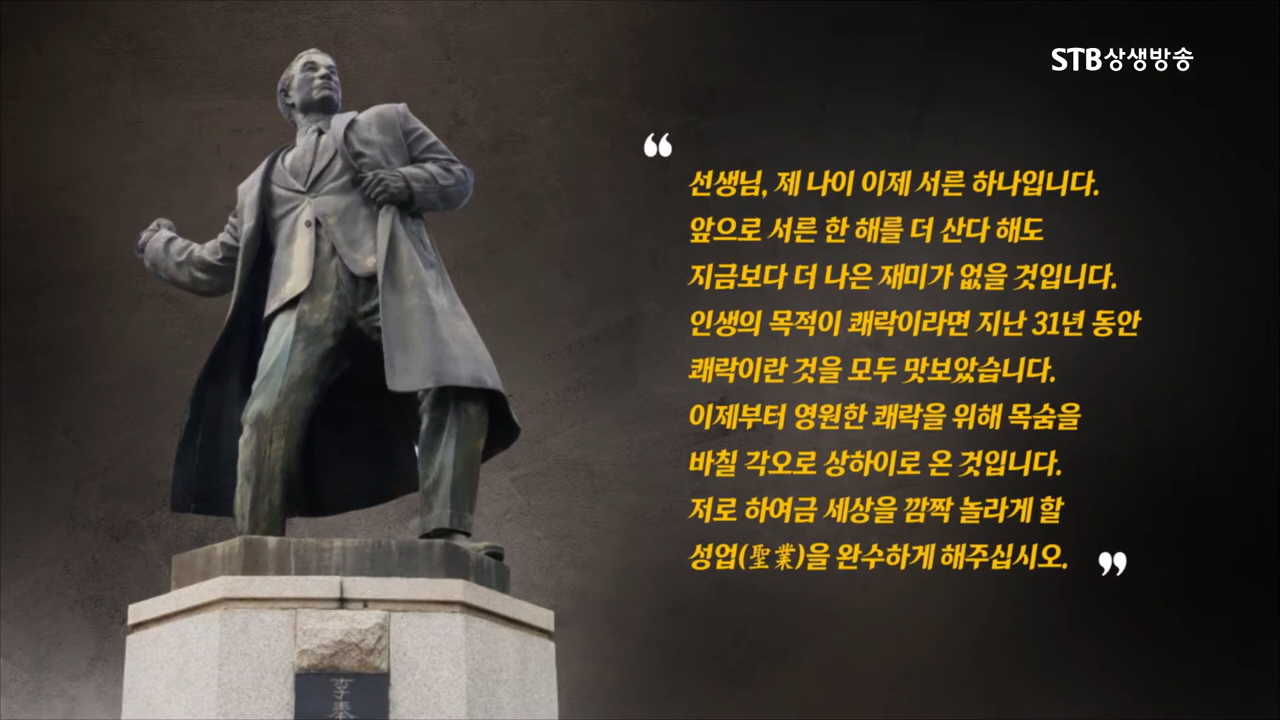 STB상생방송
“
선생님, 제 나이 이제 서른 하나입니다.
앞으로 서른 한 해를 더 산다 해도
지금보다 더 나은 재미가 없을 것입니다.
인생의 목적이 쾌락이라면 지난 31년 동안
쾌락이란 것을 모두 맛보았습니다.
이제부터 영원한 쾌락을 위해 목숨을
바칠 각오로 상하이로 온 것입니다.
저로 하여금 세상을 깜짝 놀라게 할
성업(聖業)을 완수하게 해주십시오.
”
李奉